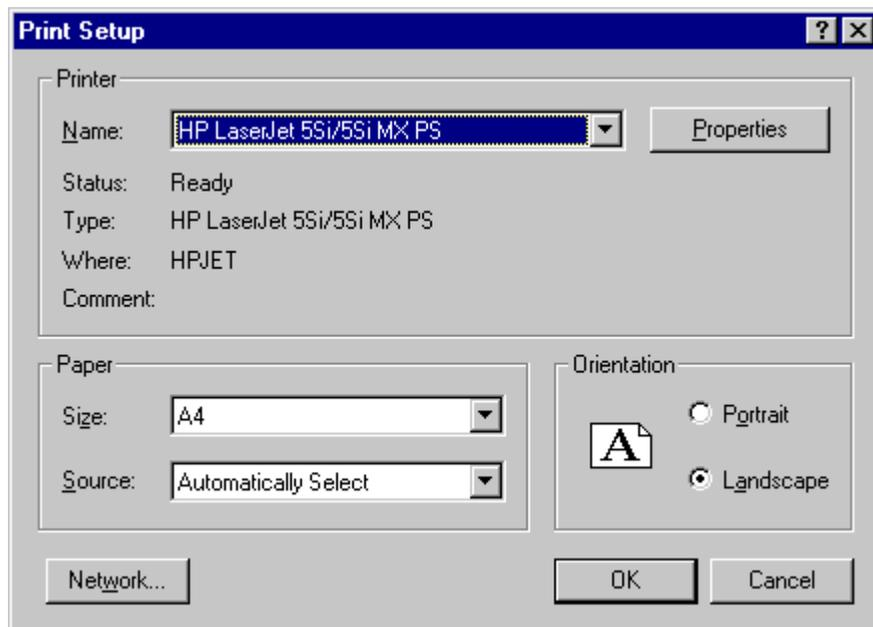 Print Setup
Printer
Name: HP LaserJet 5Si/5Si MX PS Properties
Status: Ready
Type: HP LaserJet 5Si/5Si MX PS
Where: HPJET
Comment:
Paper
Size: A4
Source: Automatically Select
Orientation
A
Portrait
Landscape
Network... OK Cancel